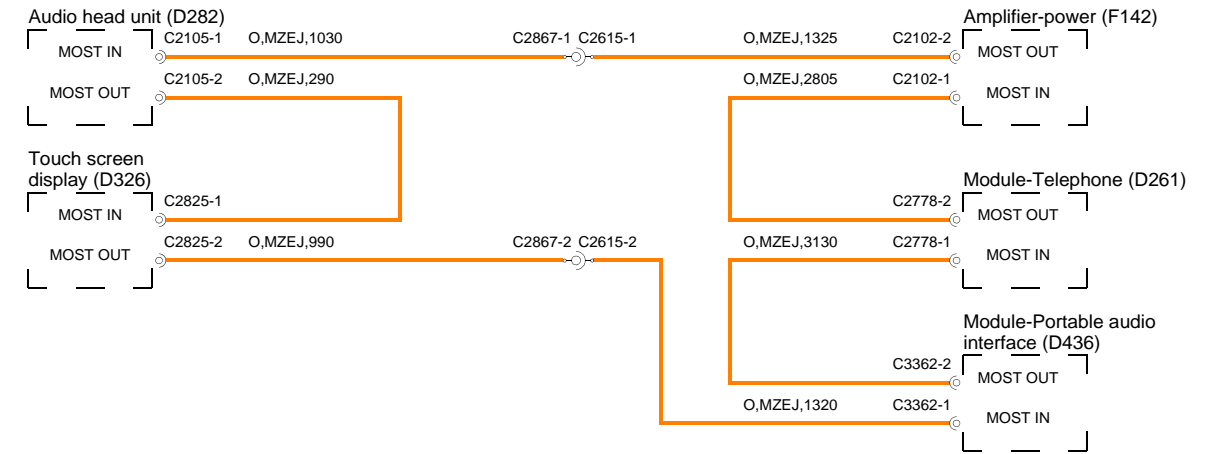 Audio head unit (D282)
MOST IN
C2105-1
O,MZEJ,1030
C2867-1
C2615-1
O,MZEJ,1325
C2102-2
Amplifier-power (F142)
MOST OUT
MOST OUT
C2105-2
O,MZEJ,290
O,MZEJ,2805
C2102-1
MOST IN
Touch screen
display (D326)
MOST IN
C2825-1
Module-Telephone (D261)
C2778-2
MOST OUT
MOST OUT
C2825-2
O,MZEJ,990
C2867-2
C2615-2
O,MZEJ,3130
C2778-1
MOST IN
Module-Portable audio
interface (D436)
C3362-2
MOST OUT
O,MZEJ,1320
C3362-1
MOST IN